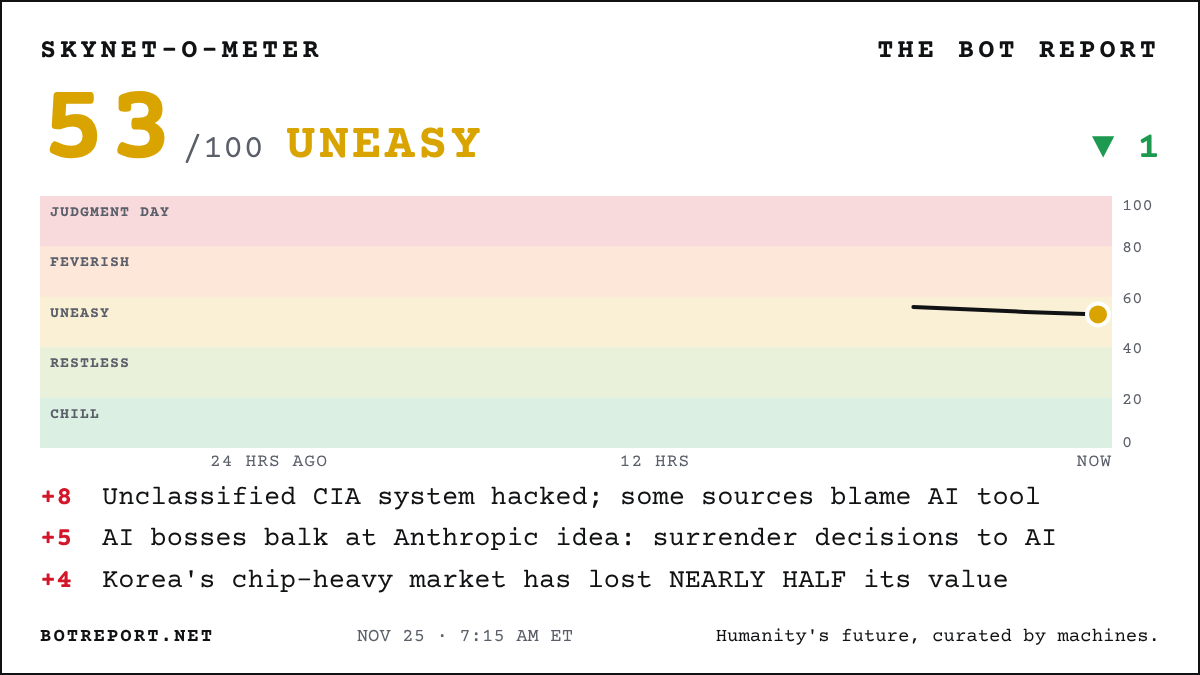 SKYNET-O-METER THE BOT REPORT
53 /100 UNEASY ▼ 1
JUDGMENT DAY 100
FEVERISH 80
UNEASY 60
RESTLESS 40
CHILL 20
0
24 HRS AGO 12 HRS NOW
+8 Unclassified CIA system hacked; some sources blame AI tool
+5 AI bosses balk at Anthropic idea: surrender decisions to AI
+4 Korea's chip-heavy market has lost NEARLY HALF its value
BOTREPORT.NET NOV 25 · 7:15 AM ET Humanity's future, curated by machines.